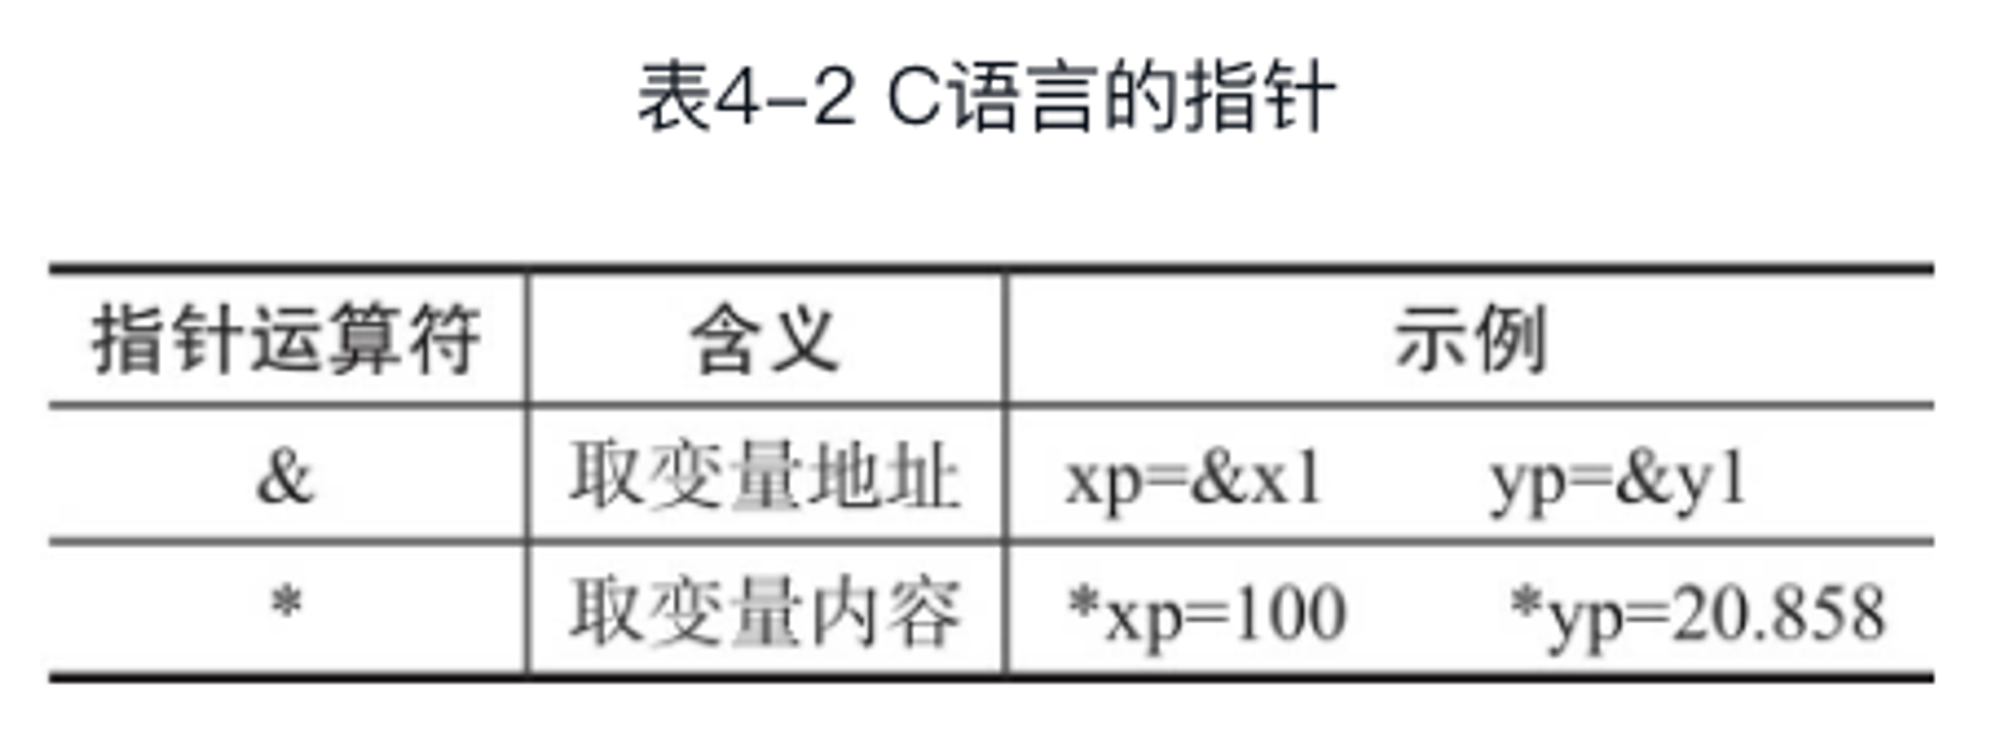 表4-2 C语言的指针
指针运算符 含义 示例
& 取变量地址 xp=&x1 yp=&y1
* 取变量内容 *xp=100 *yp=20.858